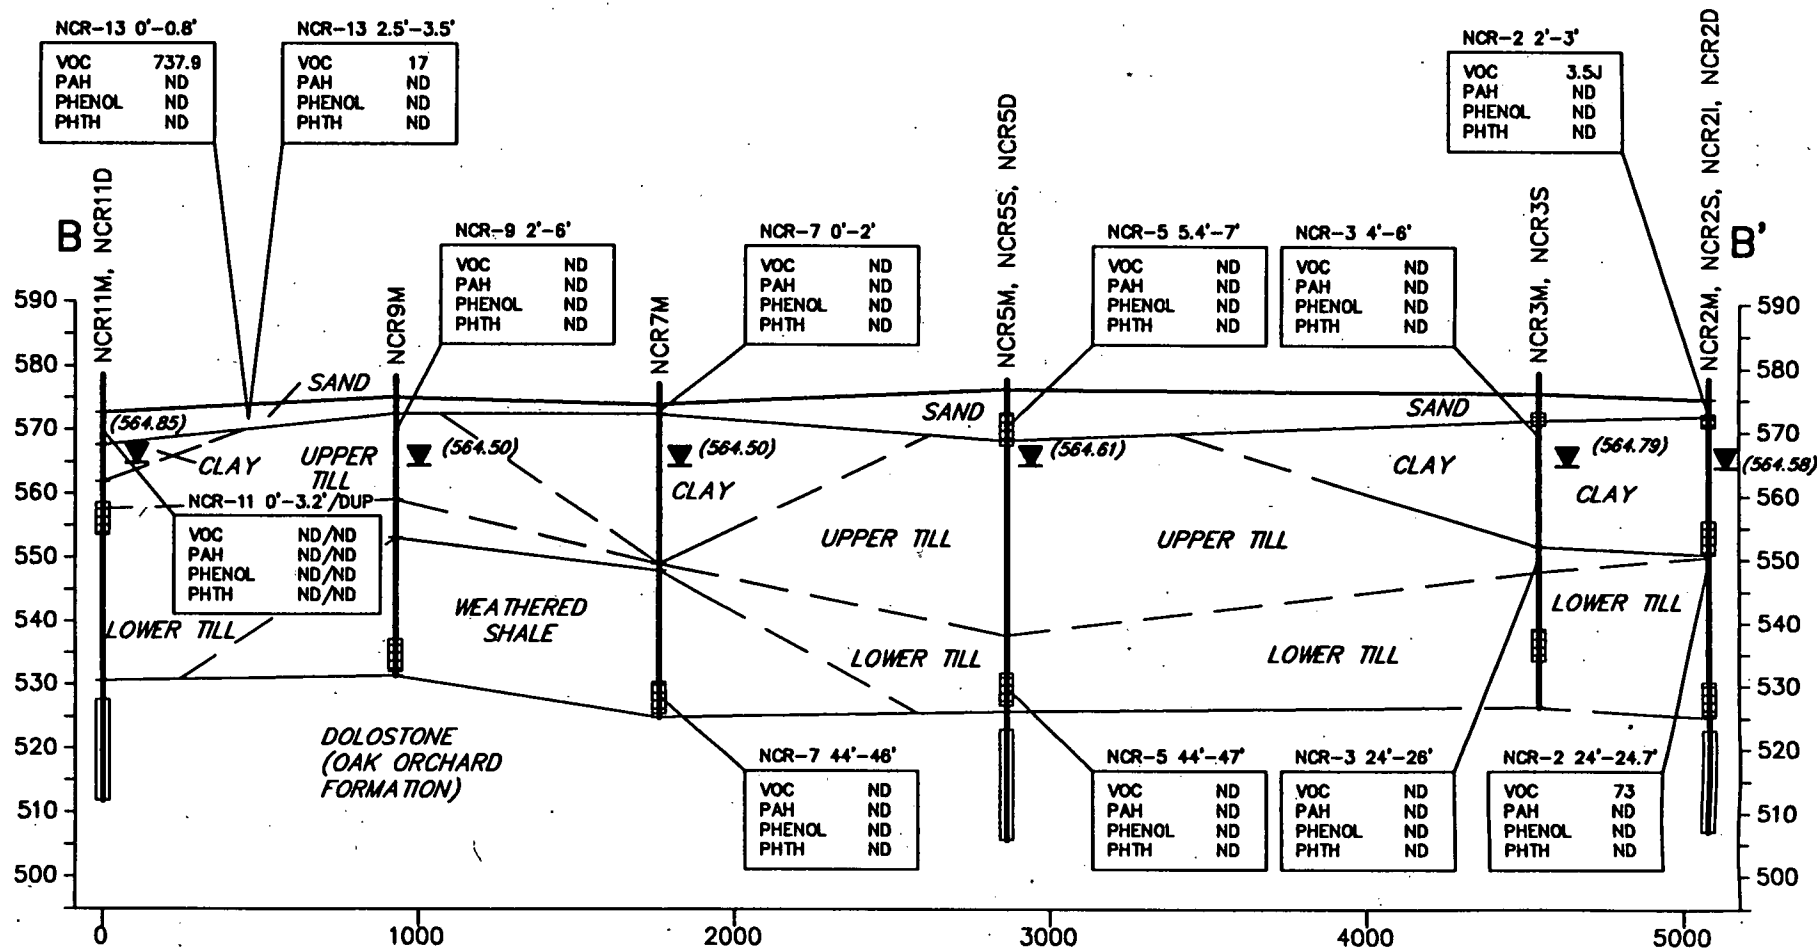 NCR-13 0'-0.8'
VOC 737.9
PAH ND
PHENOL ND
PHTH ND
NCR-13 2.5'-3.5'
VOC 17
PAH ND
PHENOL ND
PHTH ND
NCR-2 2'-3'
VOC 3.5J
PAH ND
PHENOL ND
PHTH ND
B
B'
NCR11M, NCR11D
NCR9M
NCR7M
NCR5M, NCR5S, NCR5D
NCR3M, NCR3S
NCR2M, NCR2S, NCR2I, NCR2D
NCR-9 2'-6'
VOC ND
PAH ND
PHENOL ND
PHTH ND
NCR-7 0'-2'
VOC ND
PAH ND
PHENOL ND
PHTH ND
NCR-5 5.4'-7'
VOC ND
PAH ND
PHENOL ND
PHTH ND
NCR-3 4'-6'
VOC ND
PAH ND
PHENOL ND
PHTH ND
590
580
570
560
550
540
530
520
510
500
590
580
570
560
550
540
530
520
510
500
SAND
SAND
SAND
(564.85)
(564.50)
(564.50)
(564.61)
(564.79)
(564.58)
CLAY
UPPER
TILL
CLAY
CLAY
CLAY
NCR-11 0'-3.2'/DUP
VOC ND/ND
PAH ND/ND
PHENOL ND/ND
PHTH ND/ND
UPPER TILL
UPPER TILL
WEATHERED
SHALE
LOWER TILL
LOWER TILL
LOWER TILL
LOWER TILL
DOLOSTONE
(OAK ORCHARD
FORMATION)
NCR-7 44'-46'
VOC ND
PAH ND
PHENOL ND
PHTH ND
NCR-5 44'-47'
VOC ND
PAH ND
PHENOL ND
PHTH ND
NCR-3 24'-26'
VOC ND
PAH ND
PHENOL ND
PHTH ND
NCR-2 24'-24.7'
VOC 73
PAH ND
PHENOL ND
PHTH ND
0 1000 2000 3000 4000 5000